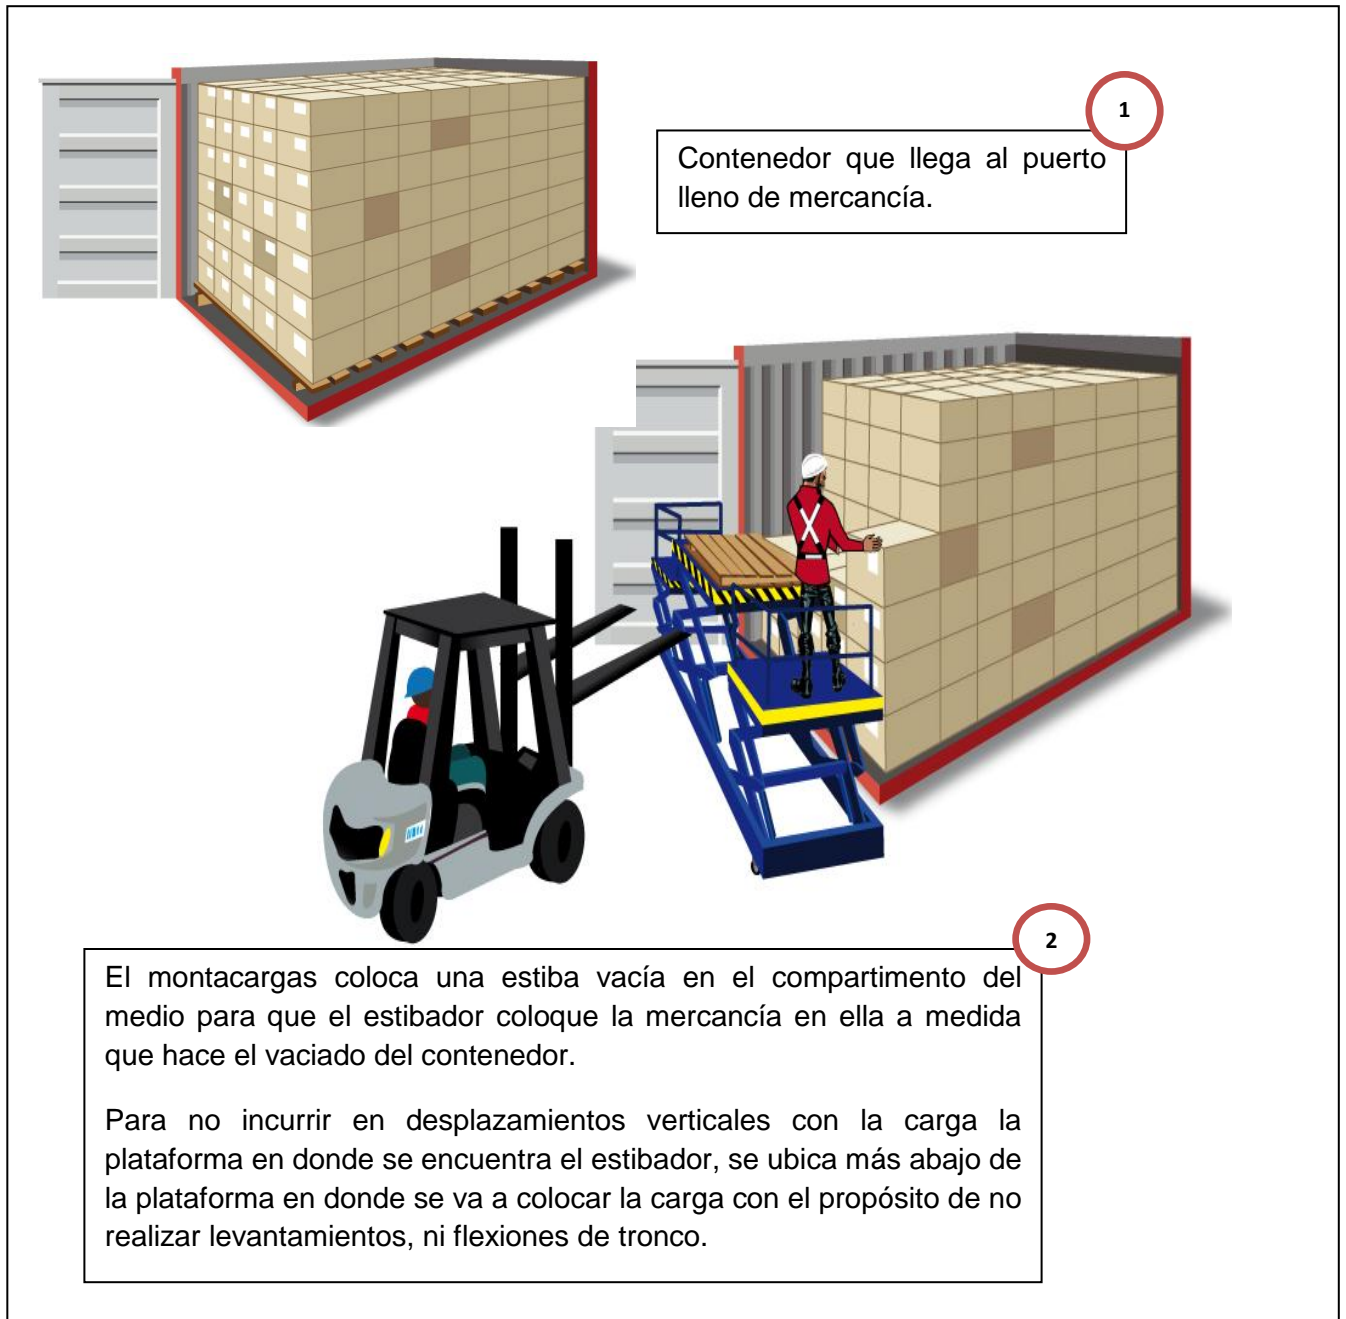 1
Contenedor que llega al puerto
lleno de mercancía.
2
El montacargas coloca una estiba vacía en el compartimento del
medio para que el estibador coloque la mercancía en ella a medida
que hace el vaciado del contenedor.
Para no incurrir en desplazamientos verticales con la carga la
plataforma en donde se encuentra el estibador, se ubica más abajo de
la plataforma en donde se va a colocar la carga con el propósito de no
realizar levantamientos, ni flexiones de tronco.